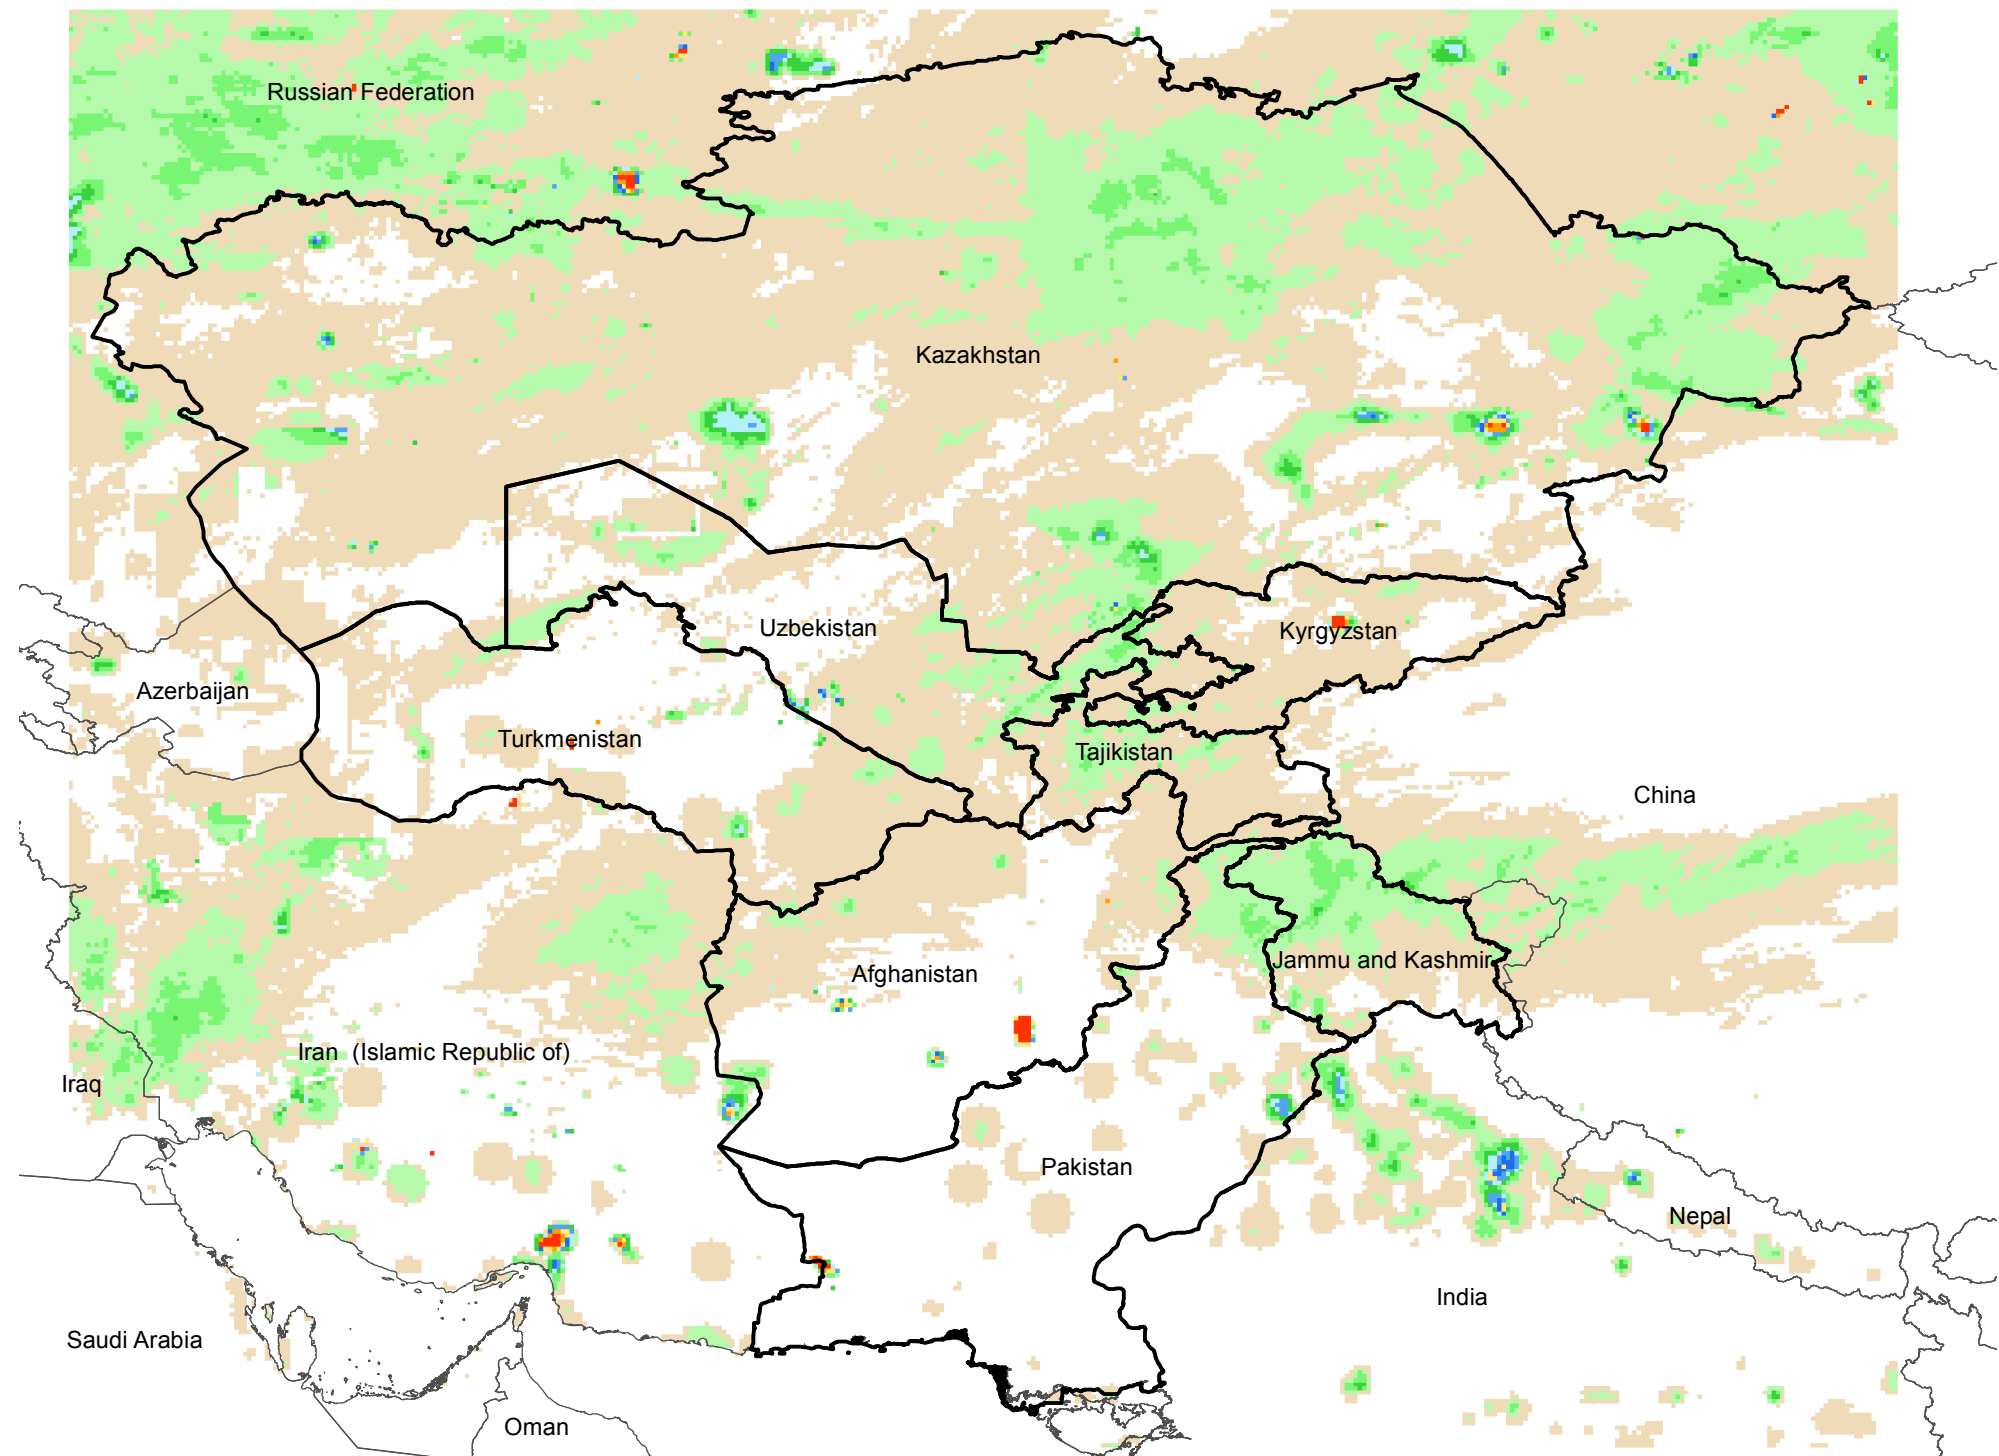 Russian Federation
Kazakhstan
Uzbekistan
Kyrgyzstan
Azerbaijan
Turkmenistan
Tajikistan
China
Afghanistan
Jammu and Kashmir
Iran  (Islamic Republic of)
Iraq
Pakistan
Nepal
India
Saudi Arabia
Oman